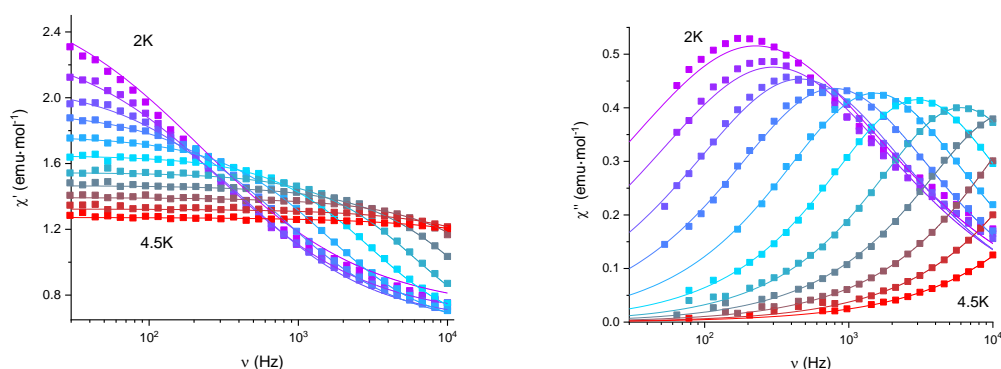 2.4
2.0
1.6
1.2
0.8
χ' (emu·mol⁻¹)
2K
4.5K
10²
10³
10⁴
ν (Hz)
0.5
0.4
0.3
0.2
0.1
0.0
χ'' (emu·mol⁻¹)
2K
4.5K
10²
10³
10⁴
ν (Hz)